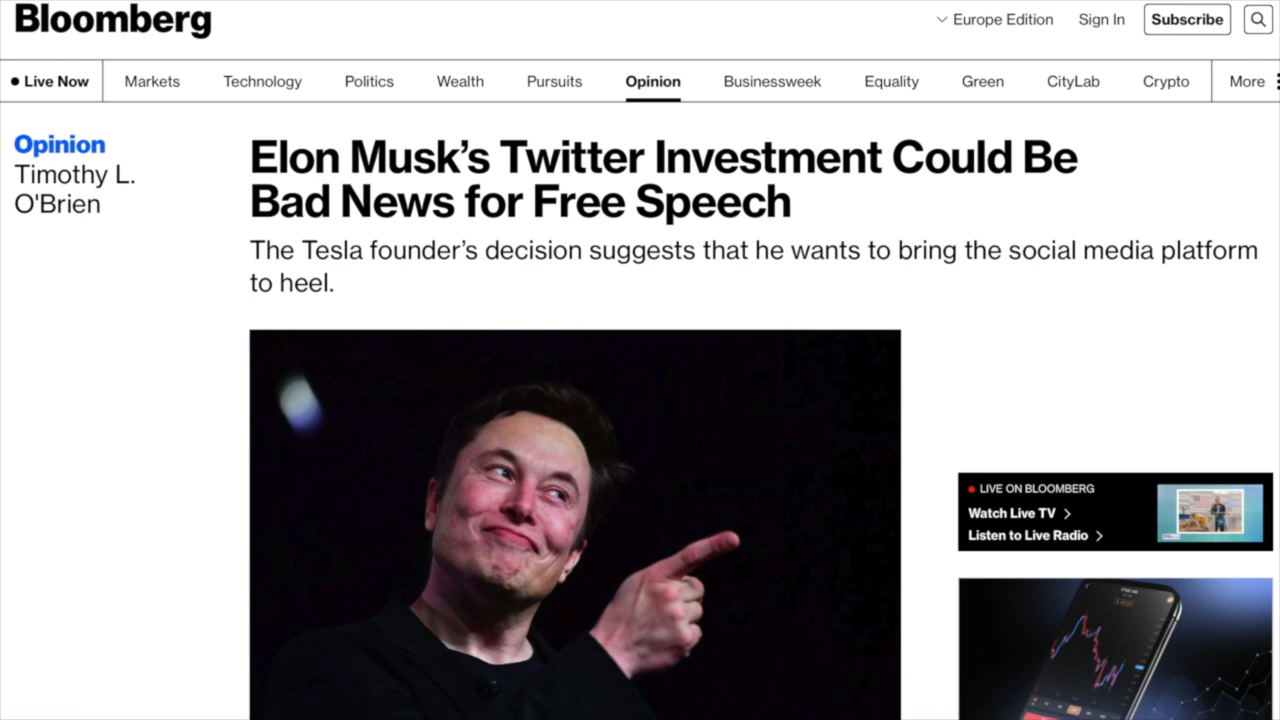 Bloomberg
Europe Edition
Sign In
Subscribe
Live Now
Markets
Technology
Politics
Wealth
Pursuits
Opinion
Businessweek
Equality
Green
CityLab
Crypto
More
Opinion
Timothy L.
O'Brien
Elon Musk’s Twitter Investment Could Be
Bad News for Free Speech
The Tesla founder’s decision suggests that he wants to bring the social media platform
to heel.
LIVE ON BLOOMBERG
Watch Live TV
Listen to Live Radio